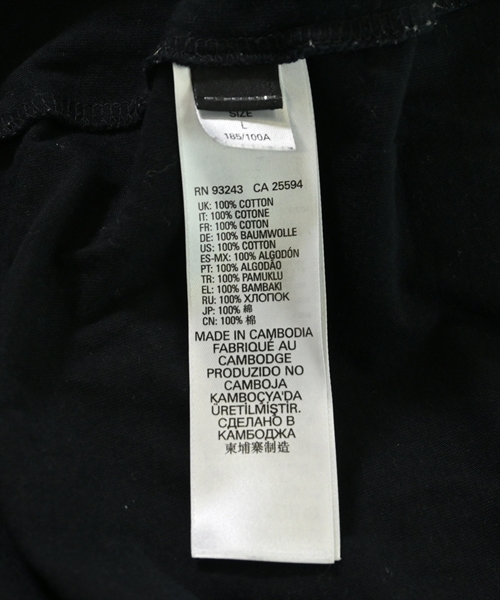 SIZE
L
185/100A
RN 93243 CA 25594
UK: 100% COTTON
IT: 100% COTONE
FR: 100% COTON
DE: 100% BAUMWOLLE
US: 100% COTTON
ES-MX: 100% ALGODÓN
PT: 100% ALGODÃO
TR: 100% PAMUKLU
EL: 100% BAMBAKI
RU: 100% ХЛОПОК
JP: 100% 綿
CN: 100% 棉
MADE IN CAMBODIA
FABRIQUÉ AU
CAMBODGE
PRODUZIDO NO
CAMBOJA
KAMBOÇYA'DA
ÜRETİLMİŞTİR.
СДЕЛАНО В
КАМБОДЖА
柬埔寨制造